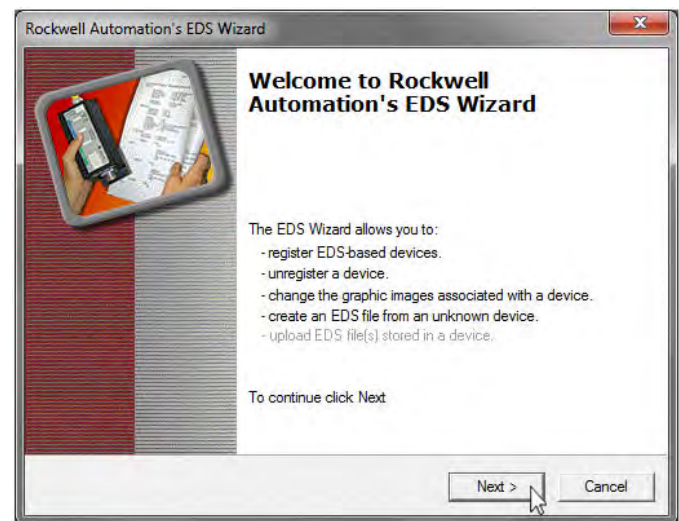 Rockwell Automation's EDS Wizard
Welcome to Rockwell
Automation's EDS Wizard
The EDS Wizard allows you to:
- register EDS-based devices.
- unregister a device.
- change the graphic images associated with a device.
- create an EDS file from an unknown device.
- upload EDS file(s) stored in a device.
To continue click Next
Next >
Cancel